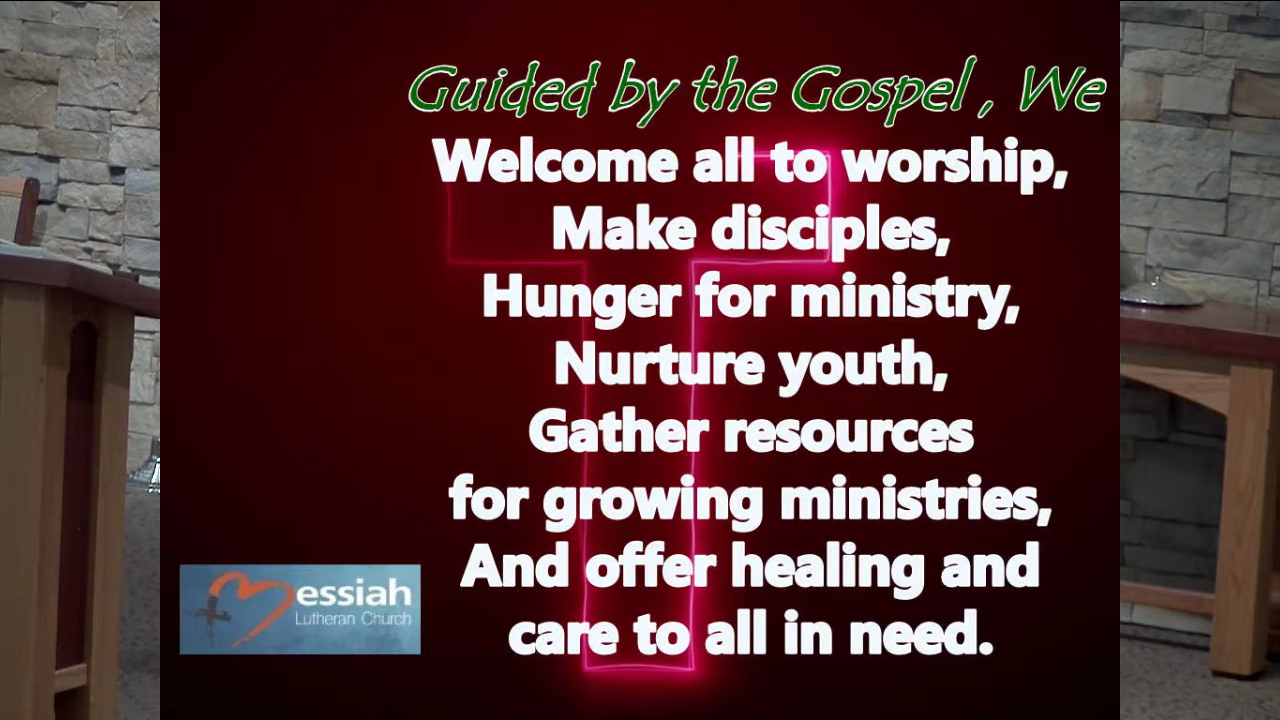 Guided by the Gospel , We
Welcome all to worship,
Make disciples,
Hunger for ministry,
Nurture youth,
Gather resources
for growing ministries,
And offer healing and
care to all in need.
Messiah
Lutheran Church